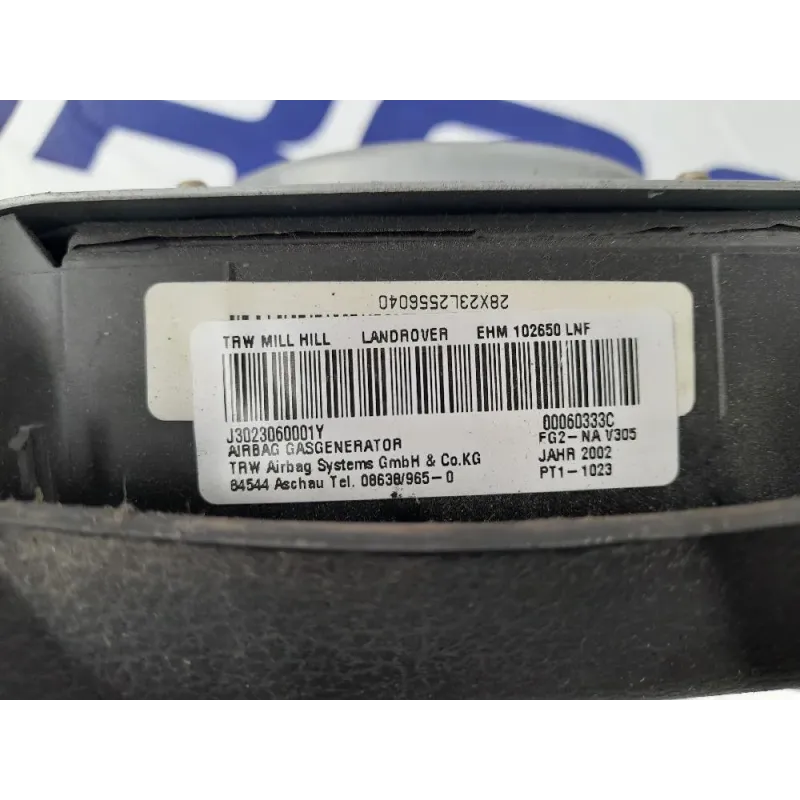 28X23L2556040
TRW MILL HILL LANDROVER EHM 102650 LNF
J3023060001Y 00060333C
AIRBAG GASGENERATOR FG2-NA V305
TRW Airbag Systems GmbH & Co.KG JAHR 2002
84544 Aschau Tel. 08638/965-0 PT1-1023